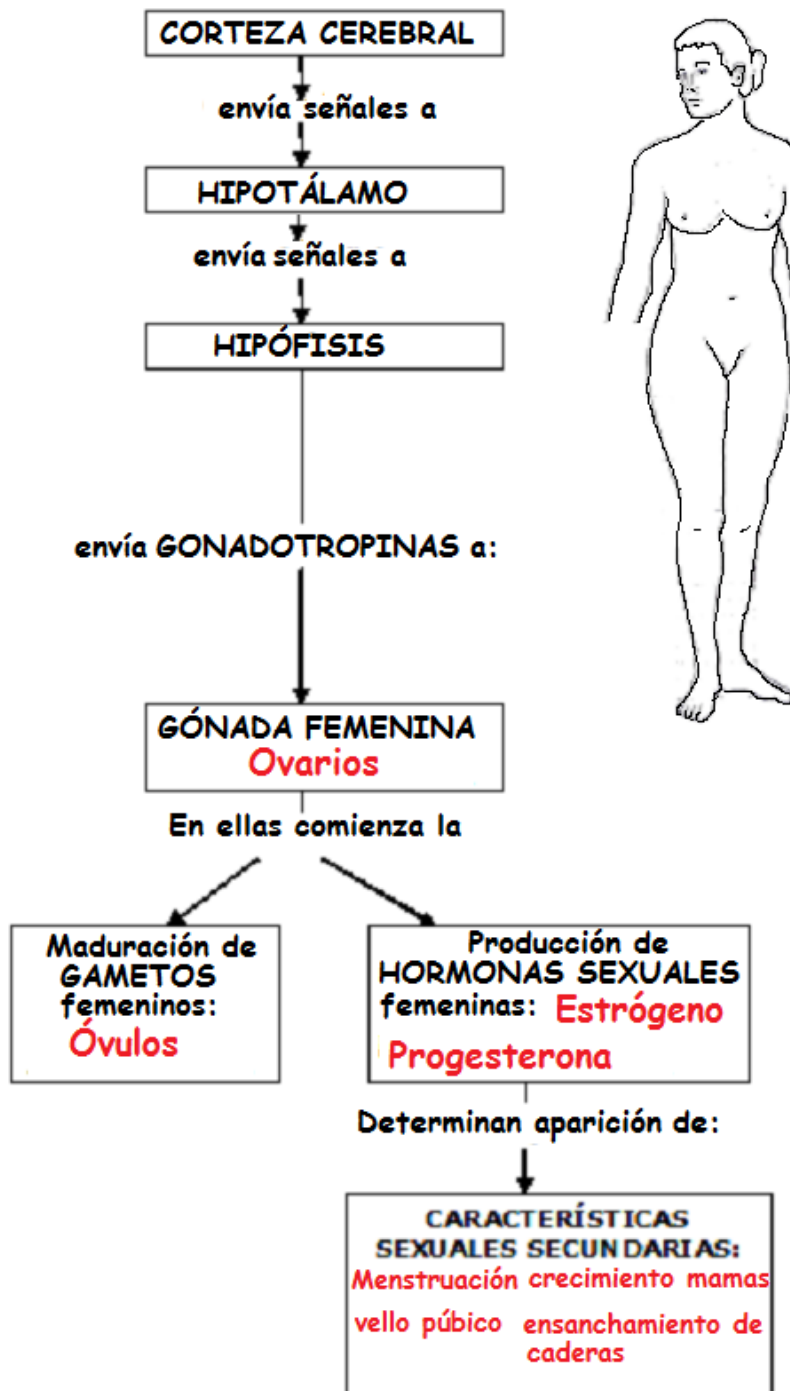 CORTEZA CEREBRAL
envía señales a
HIPOTÁLAMO
envía señales a
HIPÓFISIS
envía GONADOTROPINAS a:
GÓNADA FEMENINA
Ovarios
En ellas comienza la
Maduración de
GAMETOS
femeninos:
Óvulos
Producción de
HORMONAS SEXUALES
femeninas: Estrógeno
Progesterona
Determinan aparición de:
CARACTERÍSTICAS
SEXUALES SECUNDARIAS:
Menstruación crecimiento mamas
vello púbico ensanchamiento de
caderas